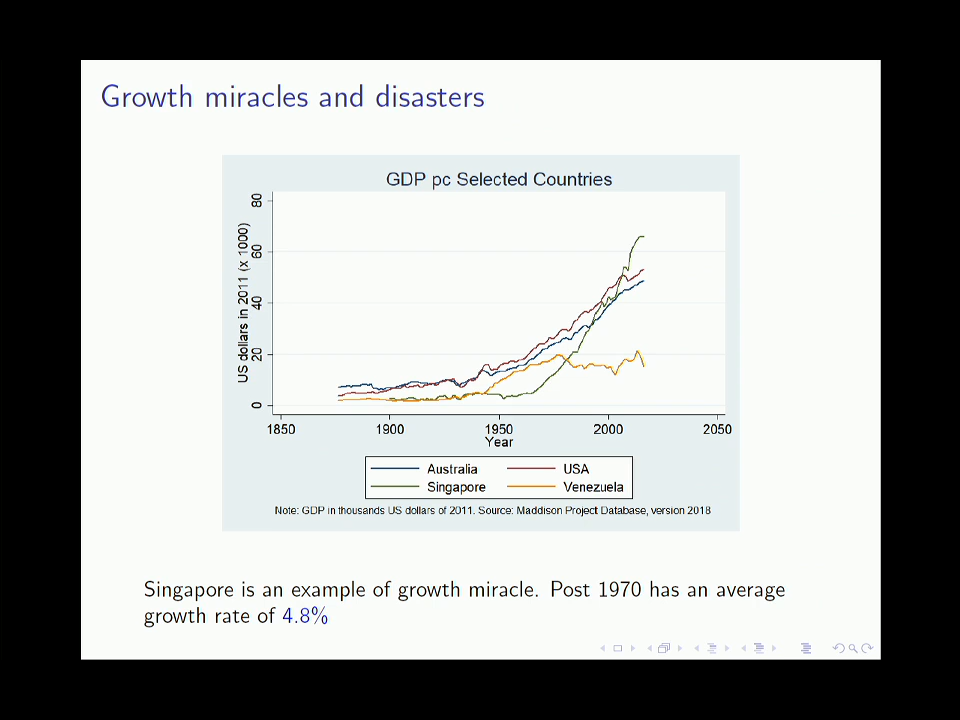 Growth miracles and disasters
GDP pc Selected Countries
US dollars in 2011 (x 1000)
80
60
40
20
0
1850 1900 1950 2000 2050
Year
Australia USA
Singapore Venezuela
Note: GDP in thousands US dollars of 2011. Source: Maddison Project Database, version 2018
Singapore is an example of growth miracle. Post 1970 has an average
growth rate of 4.8%